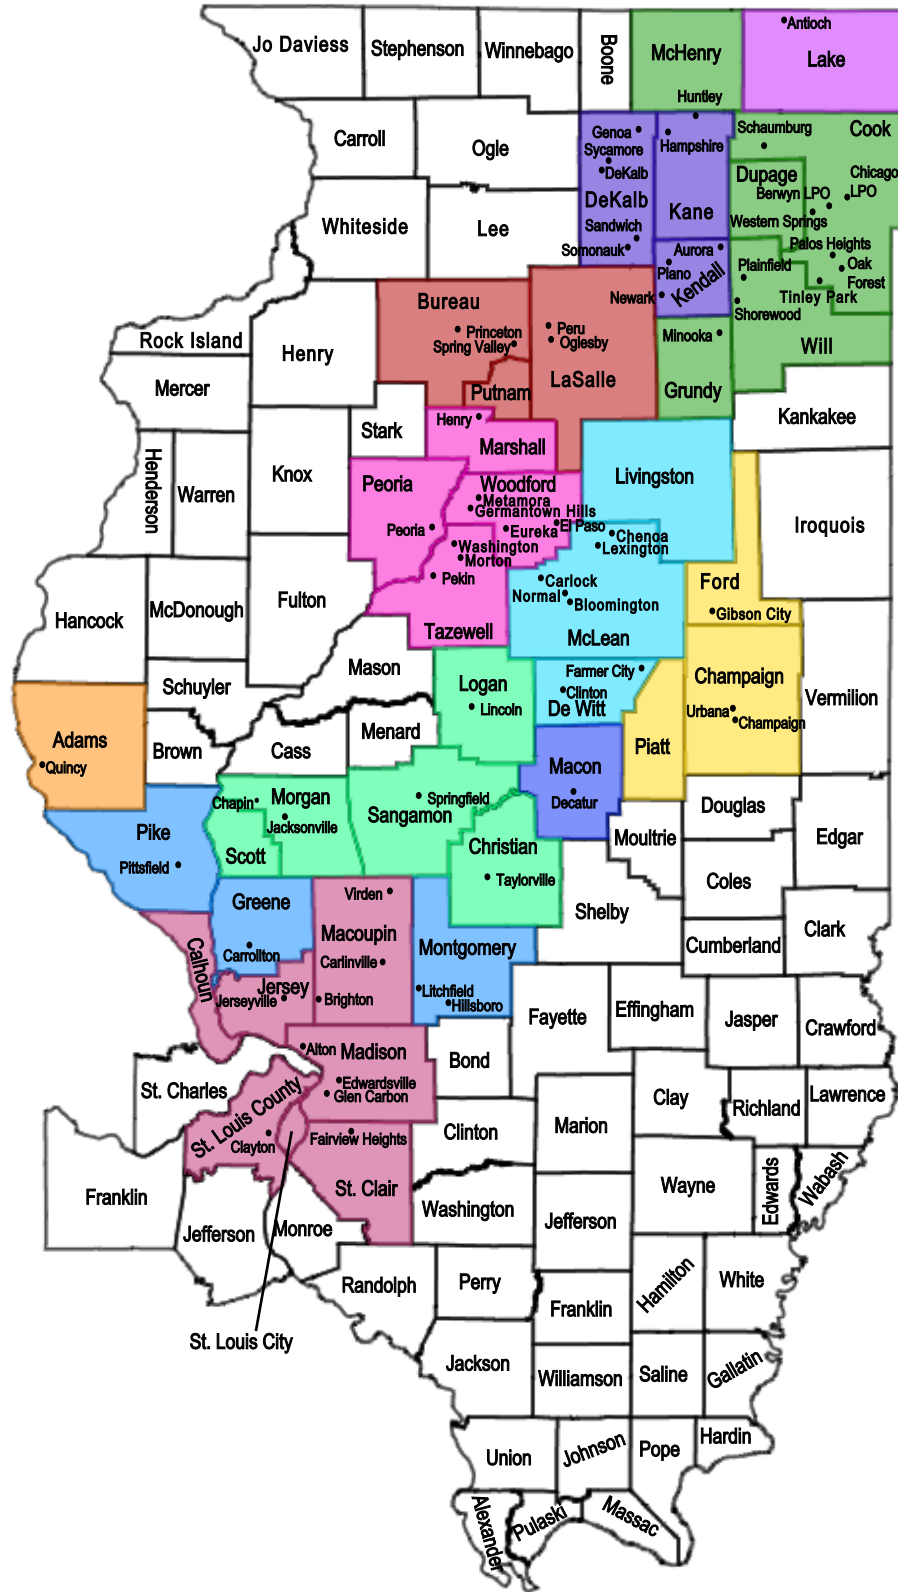 Jo Daviess
Stephenson
Winnebago
Boone
McHenry
Antioch
Lake
Huntley
Carroll
Ogle
Genoa
Sycamore
DeKalb
DeKalb
Hampshire
Kane
Schaumburg
Cook
Dupage
Chicago
LPO
Berwyn LPO
Western Springs
Whiteside
Lee
Sandwich
Somonauk
Aurora
Plano
Kendall
Newark
Palos Heights
Oak
Forest
Plainfield
Tinley Park
Shorewood
Will
Bureau
Princeton
Spring Valley
Putnam
Peru
Oglesby
LaSalle
Minooka
Grundy
Rock Island
Henry
Mercer
Kankakee
Stark
Henry
Marshall
Henderson
Warren
Knox
Peoria
Peoria
Woodford
Metamora
Germantown Hills
Eureka
El Paso
Livingston
Iroquois
Washington
Morton
Pekin
Tazewell
Chenoa
Lexington
Carlock
Normal
Bloomington
McLean
Ford
Gibson City
Hancock
McDonough
Fulton
Mason
Schuyler
Logan
Lincoln
Farmer City
Clinton
De Witt
Champaign
Urbana
Champaign
Vermilion
Adams
Quincy
Brown
Cass
Menard
Piatt
Macon
Decatur
Pike
Pittsfield
Chapin
Morgan
Jacksonville
Scott
Springfield
Sangamon
Christian
Taylorville
Moultrie
Douglas
Edgar
Coles
Shelby
Greene
Carrollton
Virden
Macoupin
Carlinville
Brighton
Montgomery
Litchfield
Hillsboro
Cumberland
Clark
Calhoun
Jersey
Jerseyville
Fayette
Effingham
Jasper
Crawford
Alton
Madison
Edwardsville
Glen Carbon
Bond
St. Charles
St. Louis County
Clayton
Fairview Heights
St. Clair
Clinton
Marion
Clay
Richland
Lawrence
Franklin
Jefferson
Monroe
Washington
Jefferson
Wayne
Edwards
Wabash
St. Louis City
Randolph
Perry
Franklin
Hamilton
White
Jackson
Williamson
Saline
Gallatin
Union
Johnson
Pope
Hardin
Alexander
Pulaski
Massac